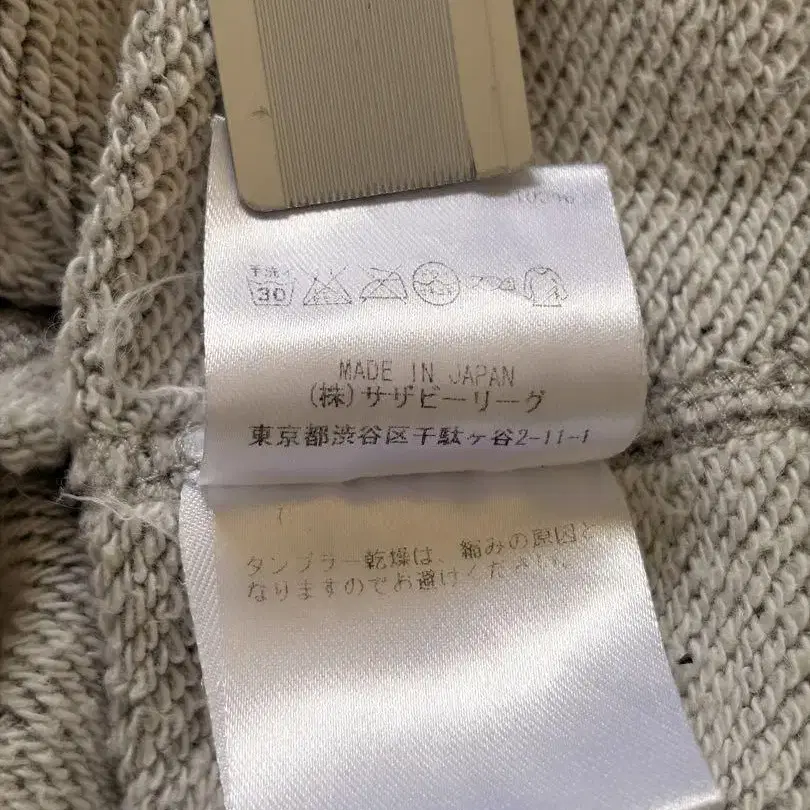 手洗イ
30
MADE IN JAPAN
(株)サザビーリーグ
東京都渋谷区千駄ヶ谷2-11-1
タンブラー乾燥は、縮みの原因と
なりますのでお避けください。